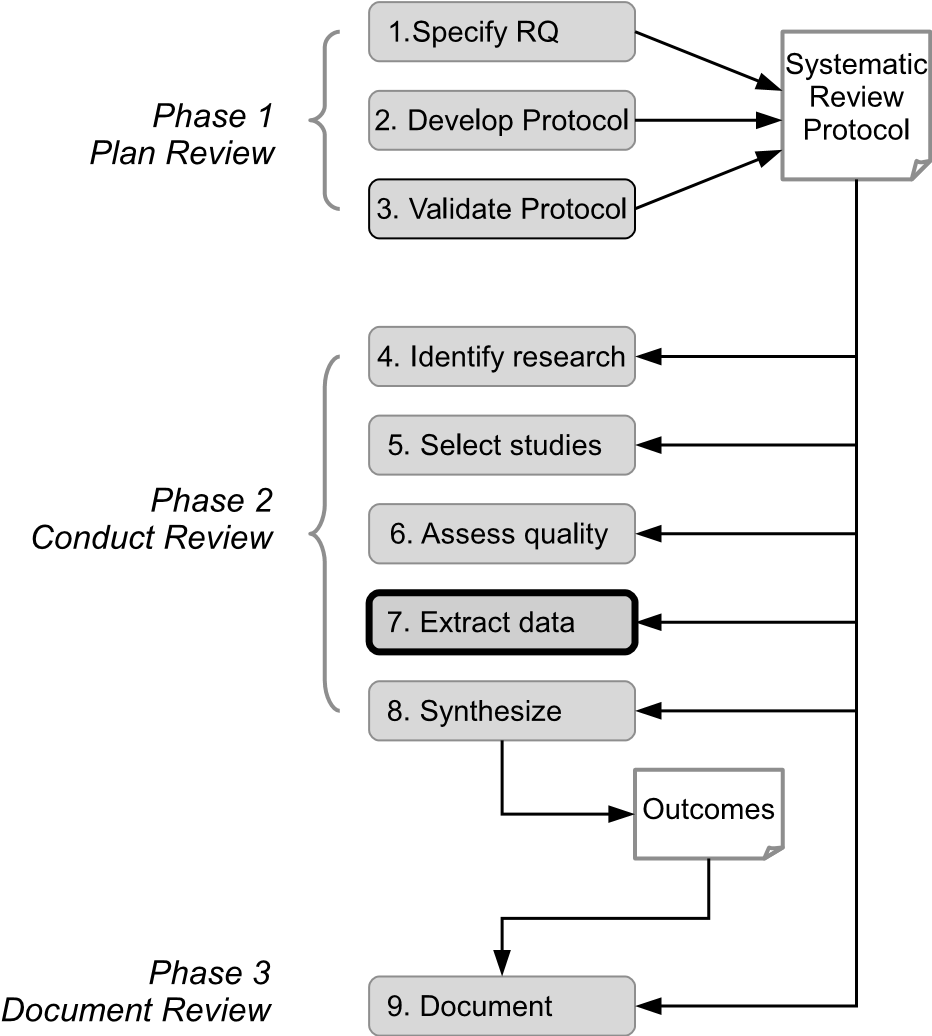 1.Specify RQ
Systematic
Review
Protocol
Phase 1
Plan Review
2. Develop Protocol
3. Validate Protocol
4. Identify research
5. Select studies
Phase 2
Conduct Review
6. Assess quality
7. Extract data
8. Synthesize
Outcomes
Phase 3
Document Review
9. Document